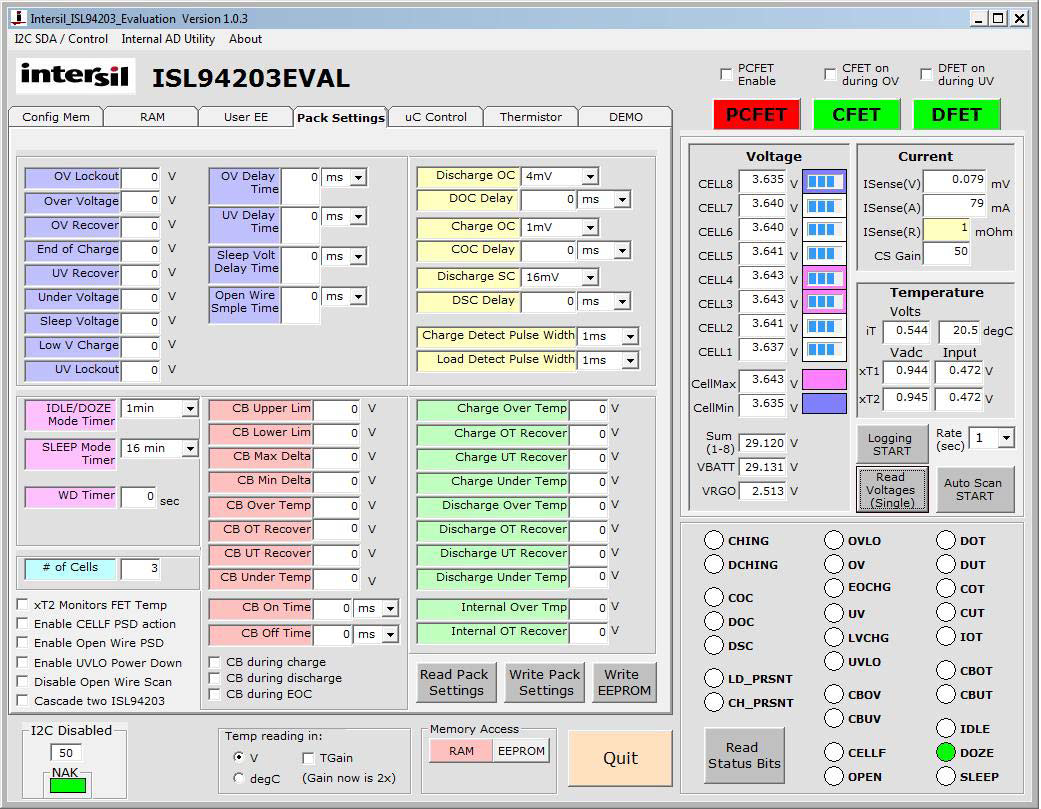 Intersil_ISL94203_Evaluation Version 1.0.3
I2C SDA / Control Internal AD Utility About
intersil ISL94203EVAL
PCFET Enable
CFET on during OV
DFET on during UV
PCFET CFET DFET
Config Mem RAM User EE Pack Settings uC Control Thermistor DEMO
OV Lockout 0 V
Over Voltage 0 V
OV Recover 0 V
End of Charge 0 V
UV Recover 0 V
Under Voltage 0 V
Sleep Voltage 0 V
Low V Charge 0 V
UV Lockout 0 V
OV Delay Time 0 ms
UV Delay Time 0 ms
Sleep Volt Delay Time 0 ms
Open Wire Smple Time 0 ms
Discharge OC 4mV
DOC Delay 0 ms
Charge OC 1mV
COC Delay 0 ms
Discharge SC 16mV
DSC Delay 0 ms
Charge Detect Pulse Width 1ms
Load Detect Pulse Width 1ms
IDLE/DOZE Mode Timer 1min
SLEEP Mode Timer 16 min
WD Timer 0 sec
# of Cells 3
xT2 Monitors FET Temp
Enable CELLF PSD action
Enable Open Wire PSD
Enable UVLO Power Down
Disable Open Wire Scan
Cascade two ISL94203
CB Upper Lim 0 V
CB Lower Lim 0 V
CB Max Delta 0 V
CB Min Delta 0 V
CB Over Temp 0 V
CB OT Recover 0 V
CB UT Recover 0 V
CB Under Temp 0 V
CB On Time 0 ms
CB Off Time 0 ms
CB during charge
CB during discharge
CB during EOC
Charge Over Temp 0 V
Charge OT Recover 0 V
Charge UT Recover 0 V
Charge Under Temp 0 V
Discharge Over Temp 0 V
Discharge OT Recover 0 V
Discharge UT Recover 0 V
Discharge Under Temp 0 V
Internal Over Tmp 0 V
Internal OT Recover 0 V
Read Pack Settings
Write Pack Settings
Write EEPROM
I2C Disabled
50
NAK
Temp reading in:
V TGain
degC (Gain now is 2x)
Memory Access
RAM EEPROM
Quit
Voltage
CELL8 3.635 V
CELL7 3.640 V
CELL6 3.640 V
CELL5 3.641 V
CELL4 3.643 V
CELL3 3.643 V
CELL2 3.641 V
CELL1 3.637 V
CellMax 3.643 V
CellMin 3.635 V
Sum (1-8) 29.120 V
VBATT 29.131 V
VRGO 2.513 V
Current
ISense(V) 0.079 mV
ISense(A) 79 mA
ISense(R) 1 mOhm
CS Gain 50
Temperature
Volts
iT 0.544 20.5 degC
Vadc Input
xT1 0.944 0.472 V
xT2 0.945 0.472 V
Logging START
Rate (sec) 1
Read Voltages (Single)
Auto Scan START
CHING
DCHING
COC
DOC
DSC
LD_PRSNT
CH_PRSNT
Read Status Bits
OVLO
OV
EOCHG
UV
LVCHG
UVLO
CBOV
CBUV
CELLF
OPEN
DOT
DUT
COT
CUT
IOT
CBOT
CBUT
IDLE
DOZE
SLEEP